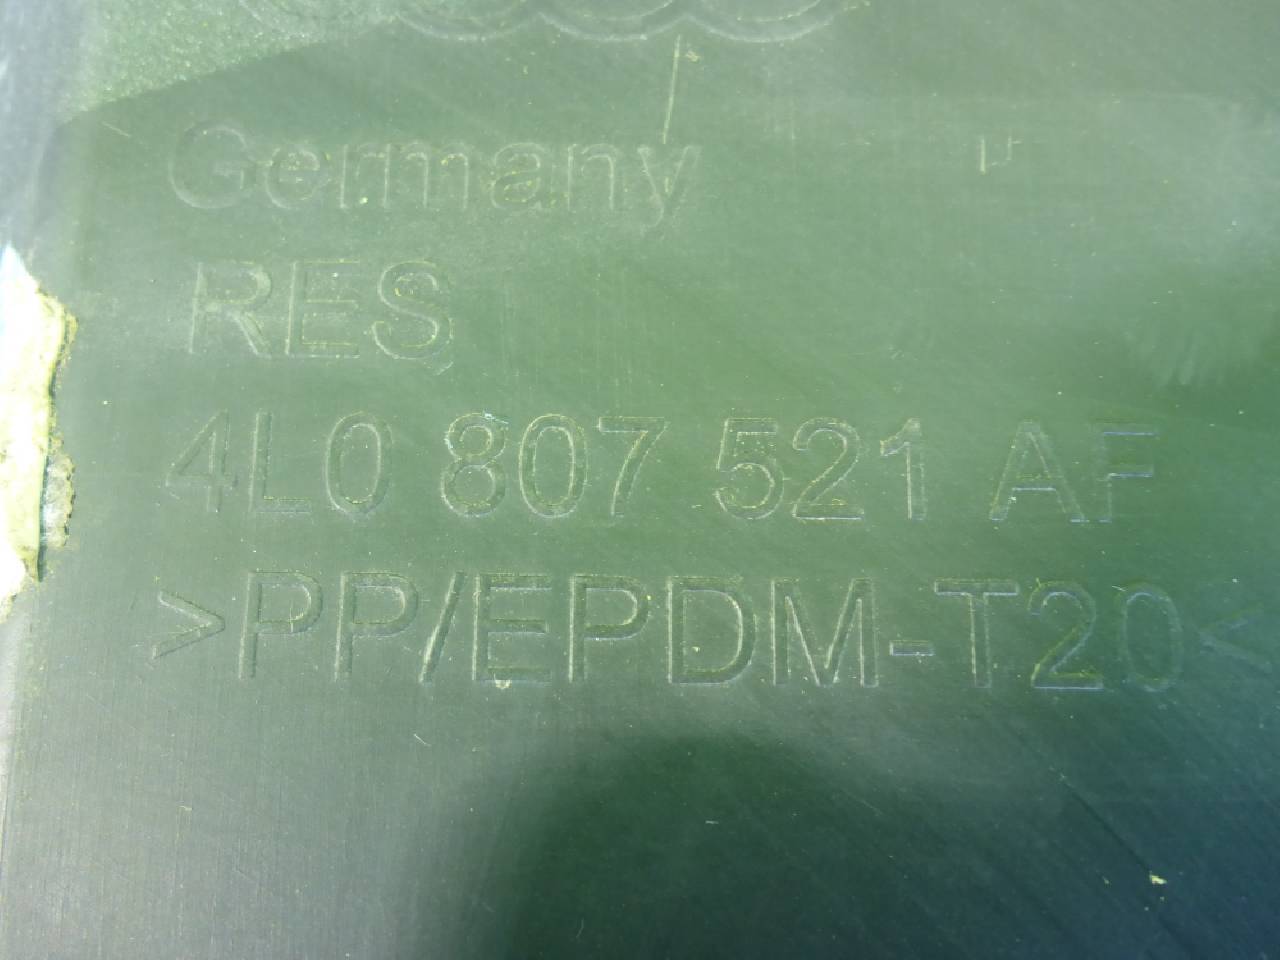 Germany
RES
4L0 807 521 AF
>PP/EPDM-T20<